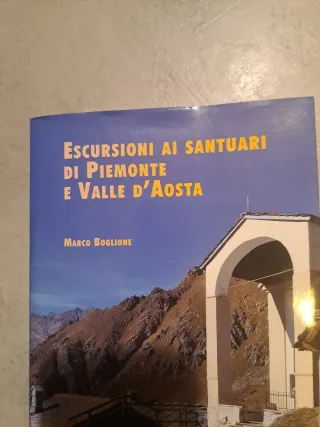 ESCURSIONI AI SANTUARI
DI PIEMONTE
E VALLE D'AOSTA
MARCO BOGLIONE